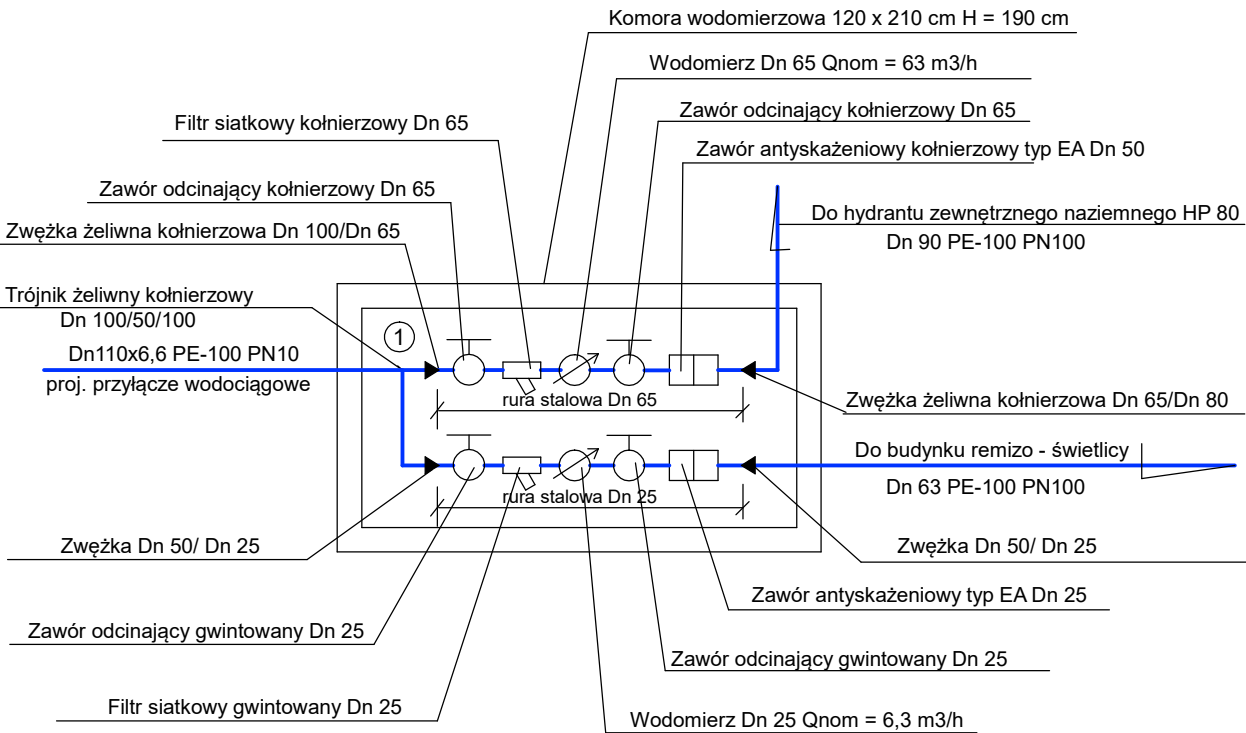 Komora wodomierzowa 120 x 210 cm H = 190 cm
Wodomierz Dn 65 Qnom = 63 m3/h
Zawór odcinający kołnierzowy Dn 65
Filtr siatkowy kołnierzowy Dn 65
Zawór antyskażeniowy kołnierzowy typ EA Dn 50
Zawór odcinający kołnierzowy Dn 65
Do hydrantu zewnętrznego naziemnego HP 80
Dn 90 PE-100 PN100
Zwężka żeliwna kołnierzowa Dn 100/Dn 65
Trójnik żeliwny kołnierzowy
Dn 100/50/100
1
Dn110x6,6 PE-100 PN10
proj. przyłącze wodociągowe
rura stalowa Dn 65
Zwężka żeliwna kołnierzowa Dn 65/Dn 80
Do budynku remizo - świetlicy
Dn 63 PE-100 PN100
rura stalowa Dn 25
Zwężka Dn 50/ Dn 25
Zwężka Dn 50/ Dn 25
Zawór antyskażeniowy typ EA Dn 25
Zawór odcinający gwintowany Dn 25
Zawór odcinający gwintowany Dn 25
Filtr siatkowy gwintowany Dn 25
Wodomierz Dn 25 Qnom = 6,3 m3/h